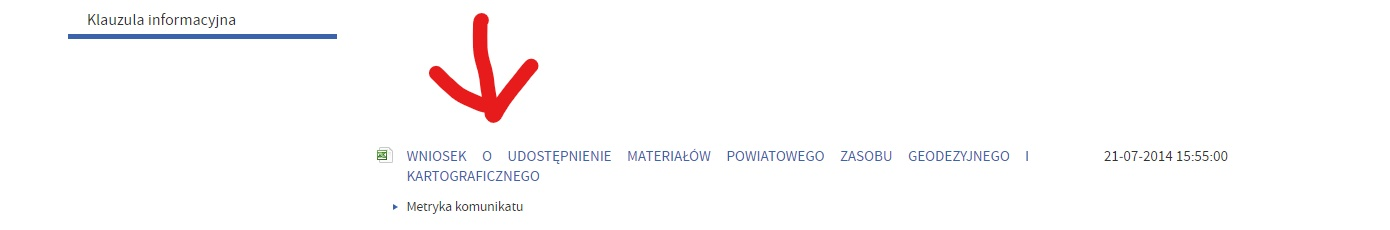 Klauzula informacyjna
WNIOSEK O UDOSTĘPNIENIE MATERIAŁÓW POWIATOWEGO ZASOBU GEODEZYJNEGO I 21-07-2014 15:55:00
KARTOGRAFICZNEGO
Metryka komunikatu